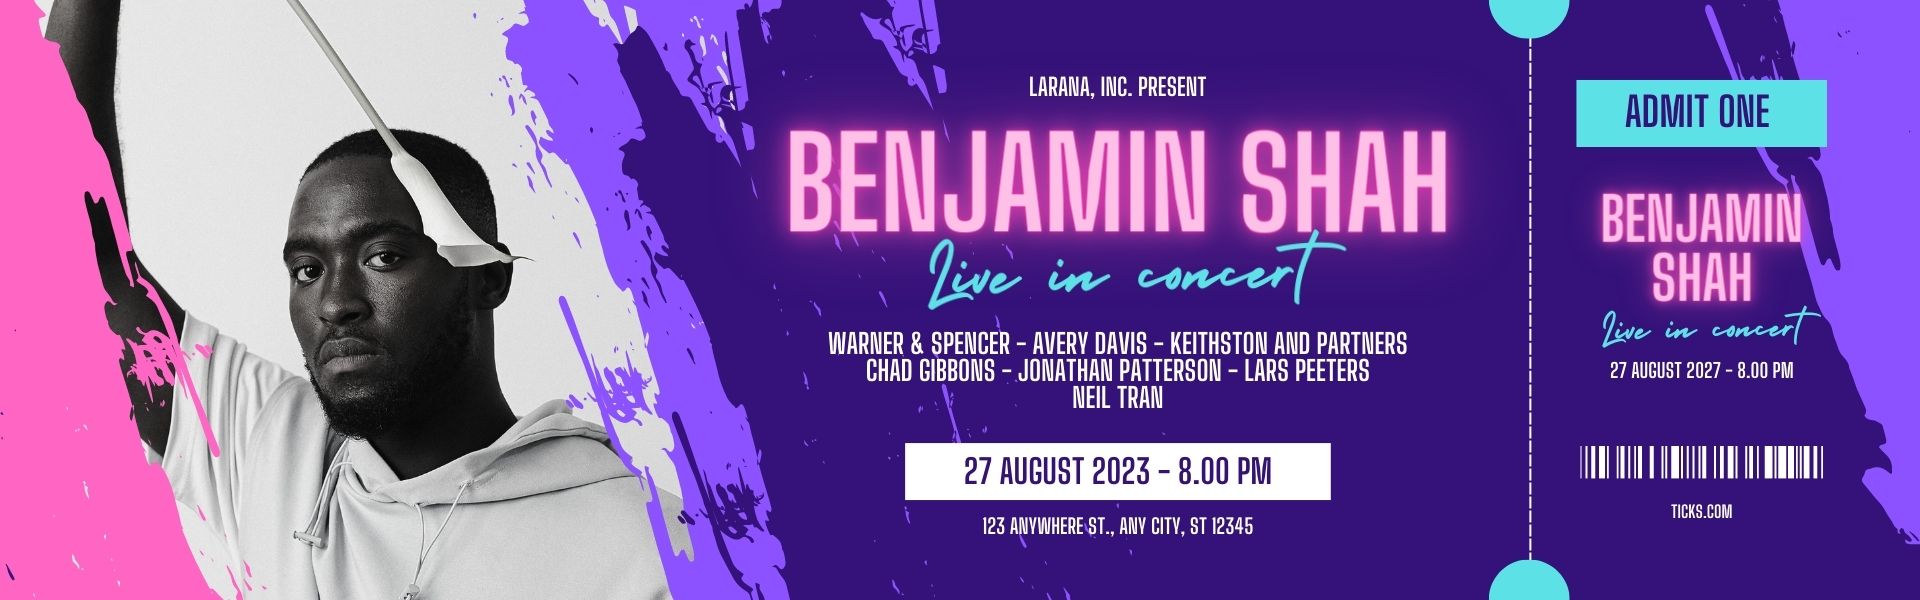 LARANA, INC. PRESENT
BENJAMIN SHAH
Live in concert
WARNER & SPENCER - AVERY DAVIS - KEITHSTON AND PARTNERS
CHAD GIBBONS - JONATHAN PATTERSON - LARS PEETERS
NEIL TRAN
27 AUGUST 2023 - 8.00 PM
123 ANYWHERE ST., ANY CITY, ST 12345
ADMIT ONE
BENJAMIN
SHAH
Live in concert
27 AUGUST 2027 - 8.00 PM
TICKS.COM